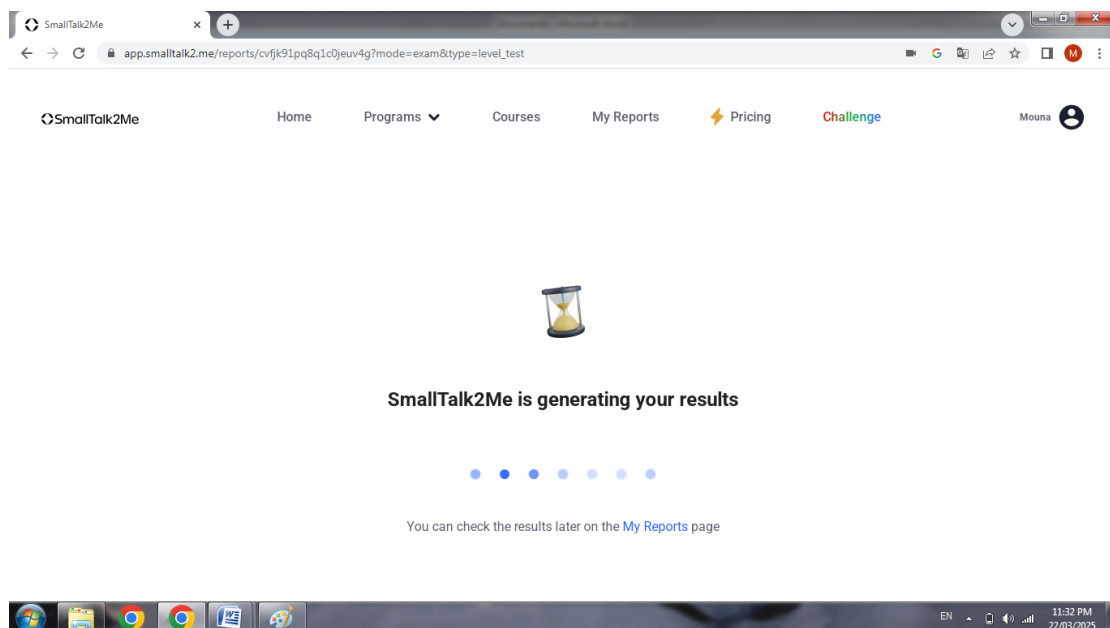 SmallTalk2Me
app.smalltalk2.me/reports/cvfjk91pq8q1c0jeuv4g?mode=exam&type=level_test
G
M
SmallTalk2Me
Home
Programs
Courses
My Reports
Pricing
Challenge
Mouna
SmallTalk2Me is generating your results
You can check the results later on the My Reports page
EN
11:32 PM
22/03/2025